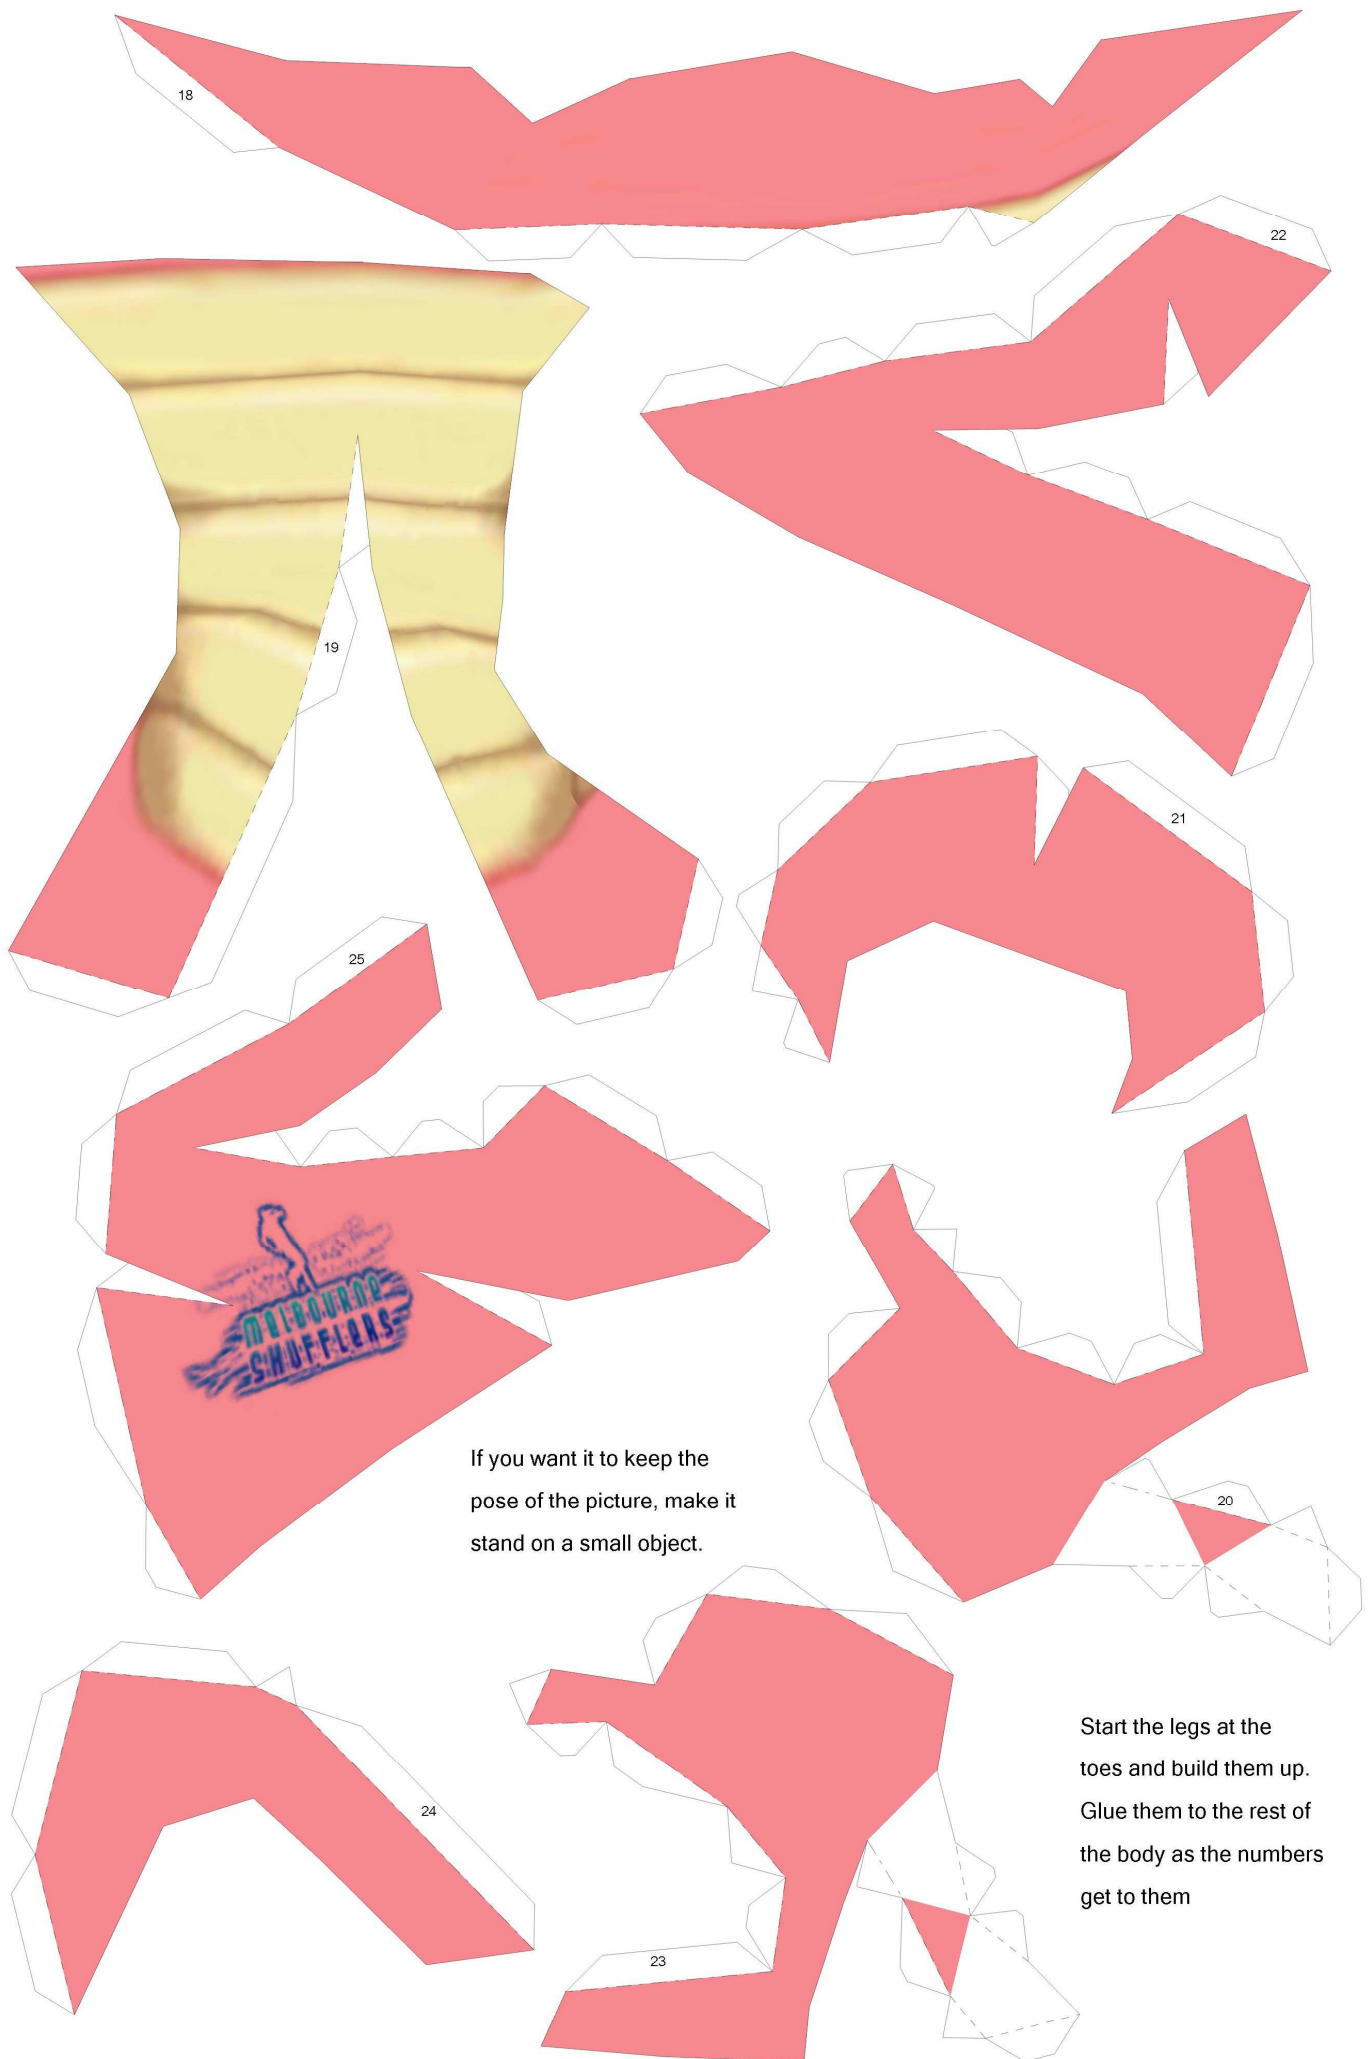 18
22
19
21
25
MELBOURNE
SHUFFLERS
If you want it to keep the
pose of the picture, make it
stand on a small object.
20
Start the legs at the
toes and build them up.
Glue them to the rest of
the body as the numbers
get to them
24
23